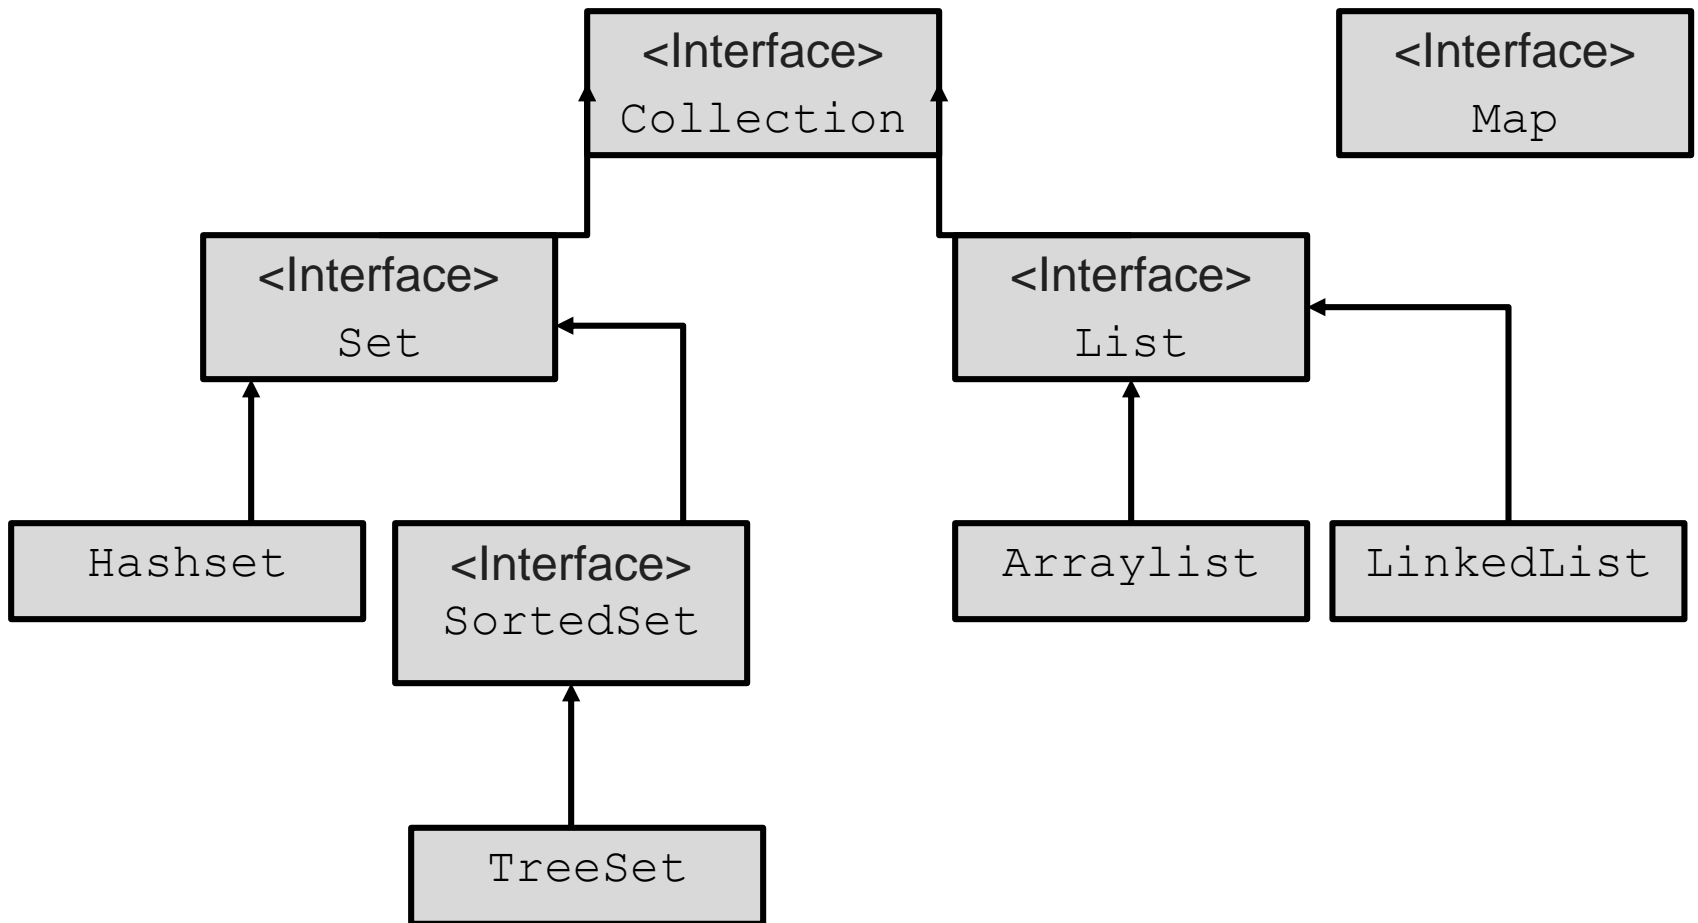 <Interface>
Collection
<Interface>
Map
<Interface>
Set
<Interface>
List
Hashset
<Interface>
SortedSet
Arraylist
LinkedList
TreeSet